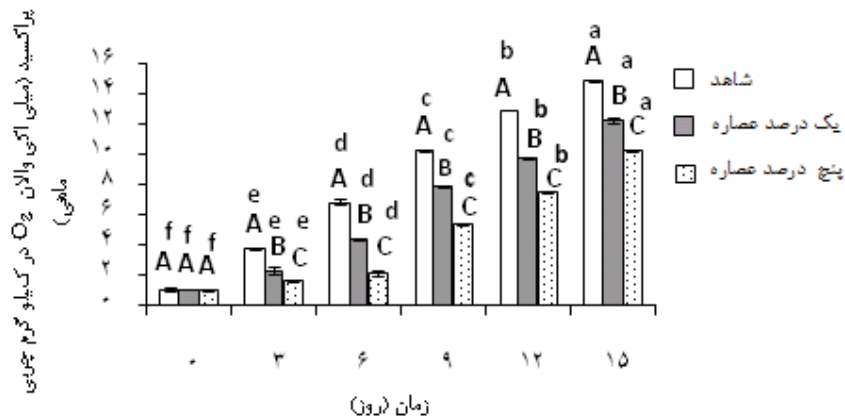 پراکسید (میلی اکی والان O2 در کیلو گرم چربی
ماهی)
۱۶
۱۴
۱۲
۱۰
۸
۶
۴
۲
۰
f f f
A A A
e e e
A B C
d d d
A B C
c c c
A B C
b b b
A B C
a a a
A B C
۰ ۳ ۶ ۹ ۱۲ ۱۵
زمان (روز)
شاهد
یک درصد عصاره
پنج درصد عصاره